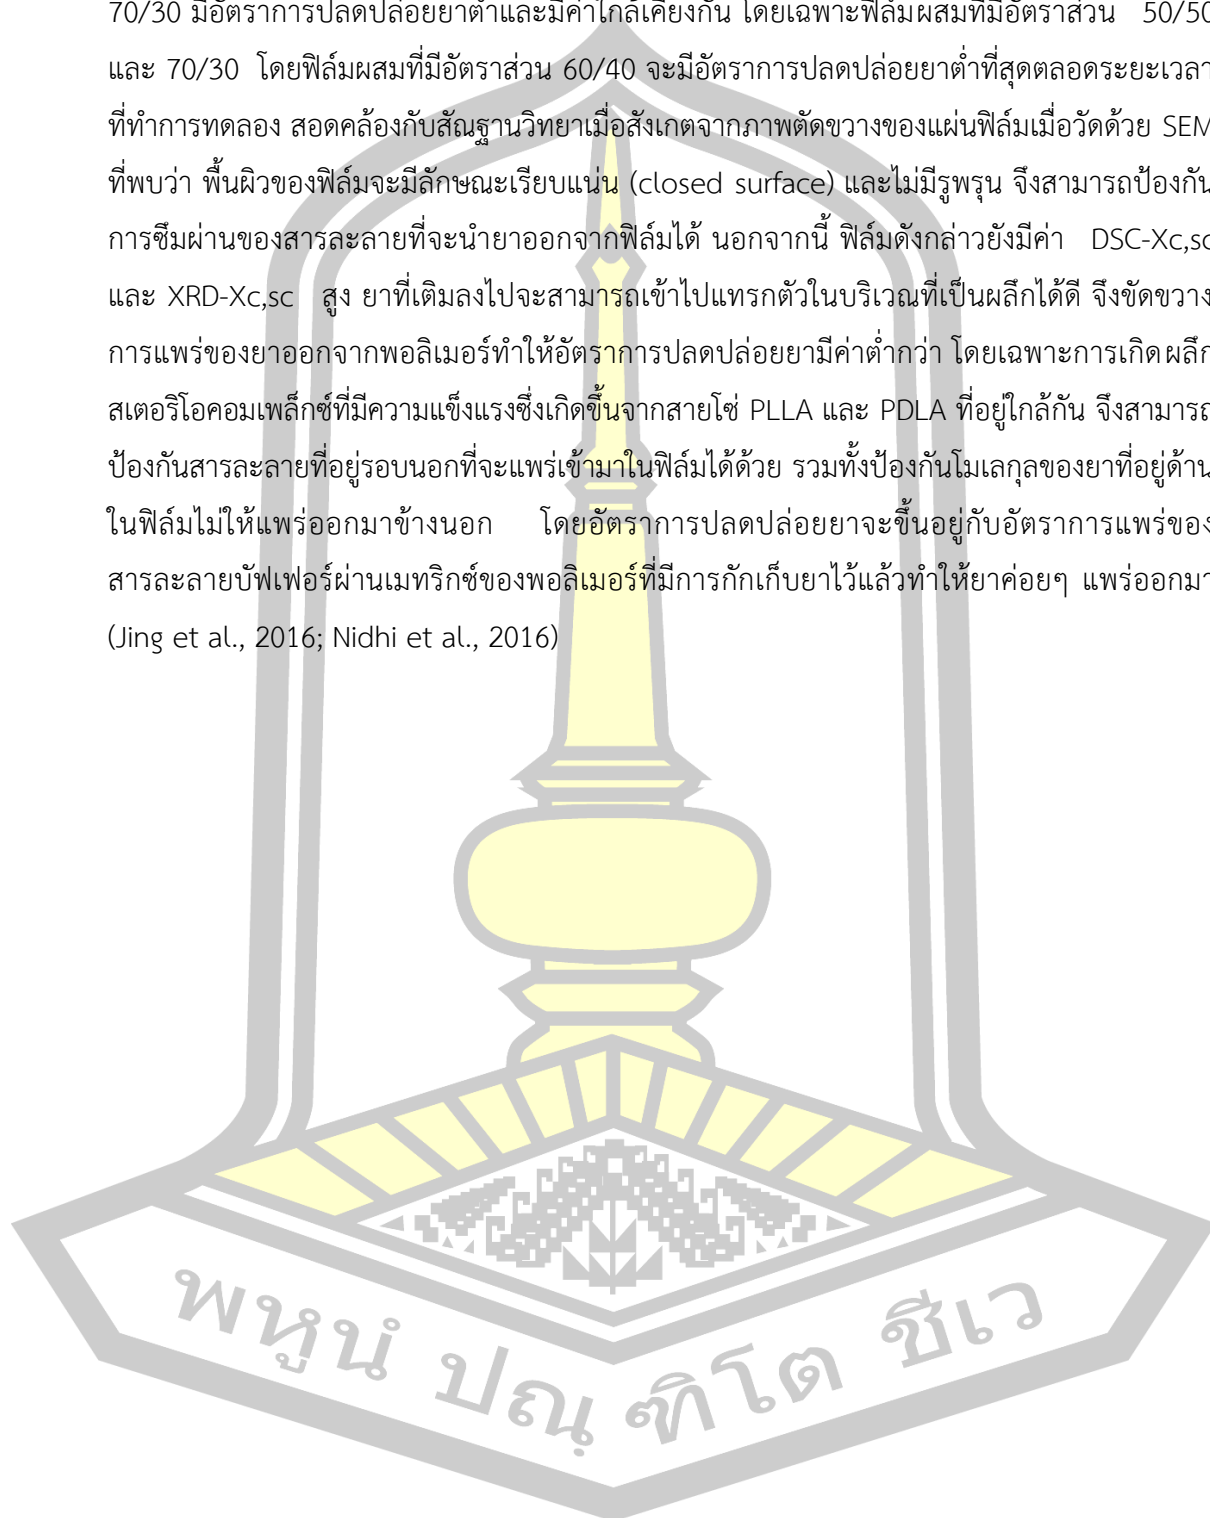 70/30 มีอัตราการปลดปล่อยยาต่ำและมีค่าใกล้เคียงกัน โดยเฉพาะฟิล์มผสมที่มีอัตราส่วน 50/50
และ 70/30 โดยฟิล์มผสมที่มีอัตราส่วน 60/40 จะมีอัตราการปลดปล่อยยาต่ำที่สุดตลอดระยะเวลา
ที่ทำการทดลอง สอดคล้องกับสัณฐานวิทยาเมื่อสังเกตจากภาพตัดขวางของแผ่นฟิล์มเมื่อวัดด้วย SEM
ที่พบว่า พื้นผิวของฟิล์มจะมีลักษณะเรียบแน่น (closed surface) และไม่มีรูพรุน จึงสามารถป้องกัน
การซึมผ่านของสารละลายที่จะนำยาออกจากฟิล์มได้ นอกจากนี้ ฟิล์มดังกล่าวยังมีค่า DSC-Xc,sc
และ XRD-Xc,sc สูง ยาที่เติมลงไปจะสามารถเข้าไปแทรกตัวในบริเวณที่เป็นผลึกได้ดี จึงขัดขวาง
การแพร่ของยาออกจากพอลิเมอร์ทำให้อัตราการปลดปล่อยยามีค่าต่ำกว่า โดยเฉพาะการเกิดผลึก
สเตอริโอคอมเพล็กซ์ที่มีความแข็งแรงซึ่งเกิดขึ้นจากสายโซ่ PLLA และ PDLA ที่อยู่ใกล้กัน จึงสามารถ
ป้องกันสารละลายที่อยู่รอบนอกที่จะแพร่เข้ามาในฟิล์มได้ด้วย รวมทั้งป้องกันโมเลกุลของยาที่อยู่ด้าน
ในฟิล์มไม่ให้แพร่ออกมาข้างนอก โดยอัตราการปลดปล่อยยาจะขึ้นอยู่กับอัตราการแพร่ของ
สารละลายบัฟเฟอร์ผ่านเมทริกซ์ของพอลิเมอร์ที่มีการกักเก็บยาไว้แล้วทำให้ยาค่อยๆ แพร่ออกมา
(Jing et al., 2016; Nidhi et al., 2016)
พหูนํ ปณฺฑิโต ชีเว